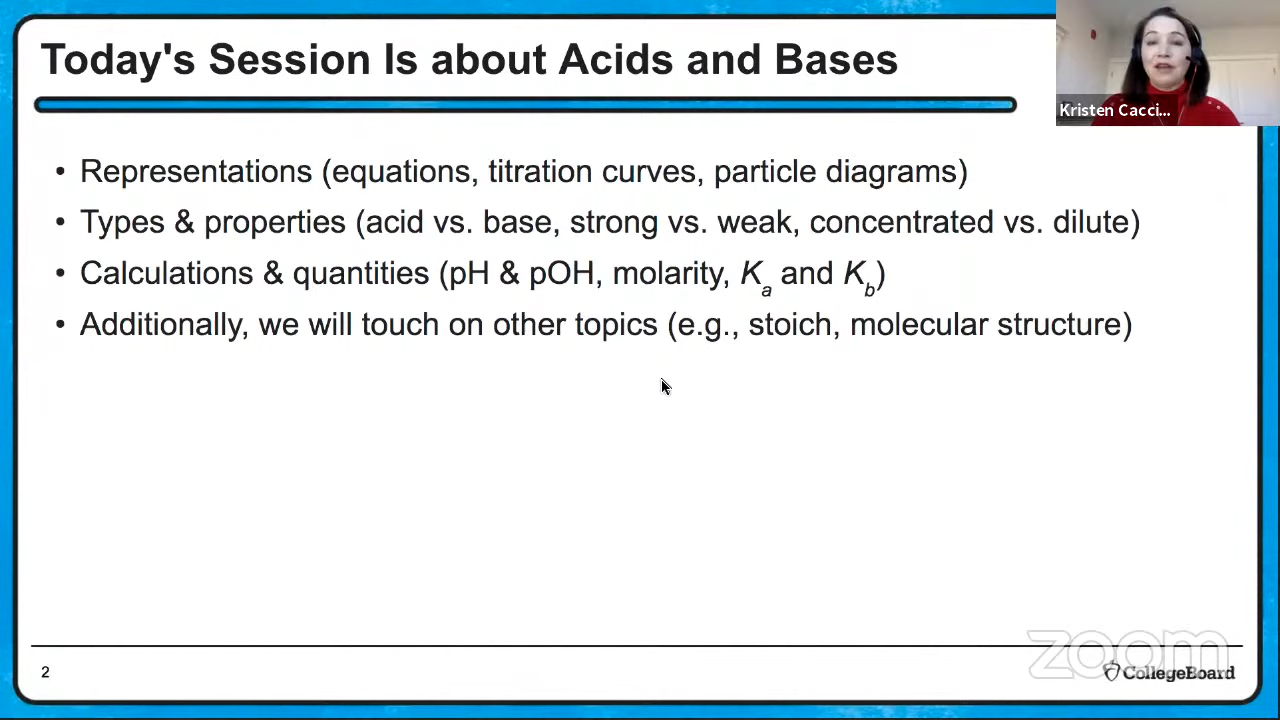 Today's Session Is about Acids and Bases
Kristen Cacci...
• Representations (equations, titration curves, particle diagrams)
• Types & properties (acid vs. base, strong vs. weak, concentrated vs. dilute)
• Calculations & quantities (pH & pOH, molarity, Ka and Kb)
• Additionally, we will touch on other topics (e.g., stoich, molecular structure)
zoom
2
CollegeBoard